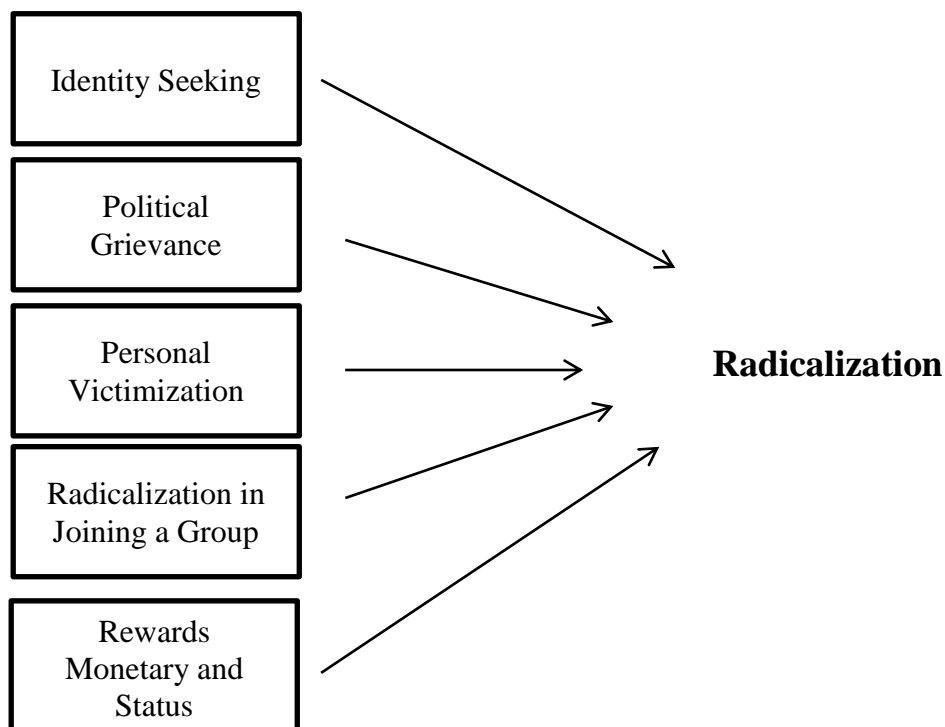 Identity Seeking
Political
Grievance
Personal
Victimization
Radicalization in
Joining a Group
Rewards
Monetary and
Status
Radicalization